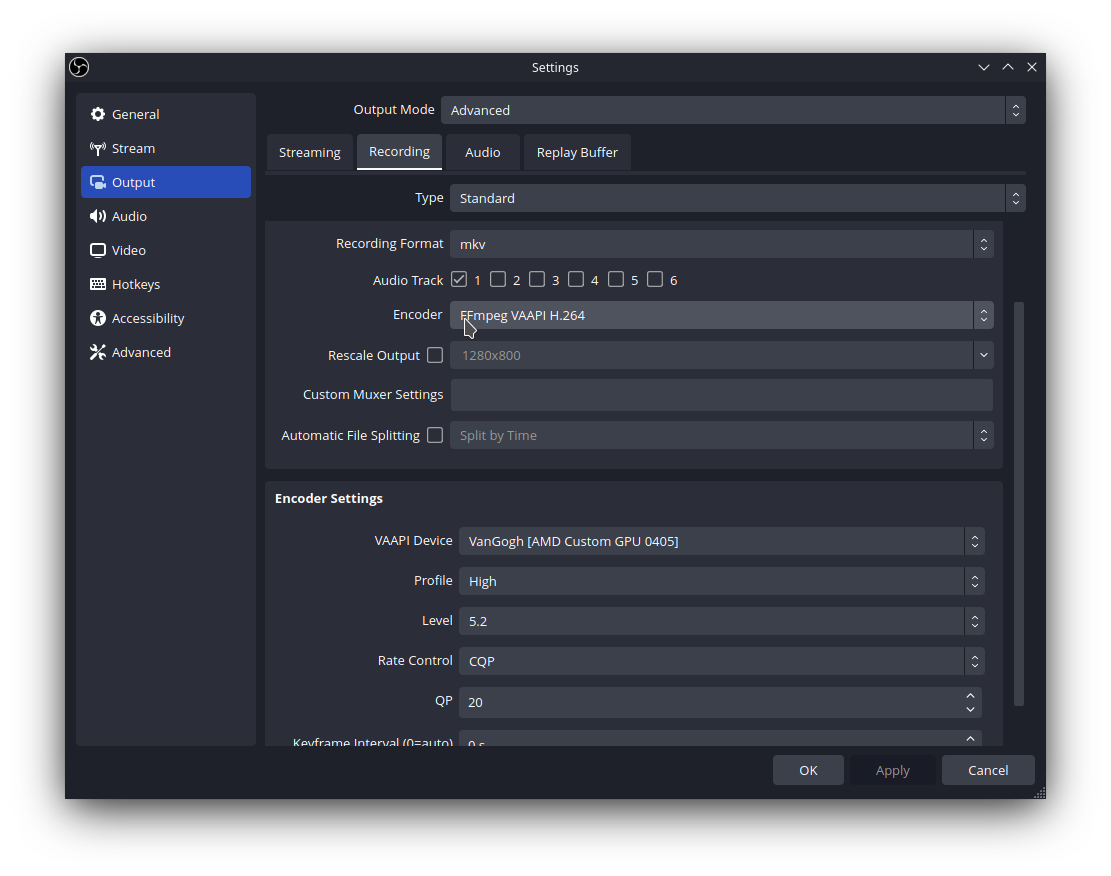 Settings
General
Stream
Output
Audio
Video
Hotkeys
Accessibility
Advanced
Output Mode Advanced
Streaming Recording Audio Replay Buffer
Type Standard
Recording Format mkv
Audio Track 1 2 3 4 5 6
Encoder FFmpeg VAAPI H.264
Rescale Output 1280x800
Custom Muxer Settings
Automatic File Splitting Split by Time
Encoder Settings
VAAPI Device VanGogh [AMD Custom GPU 0405]
Profile High
Level 5.2
Rate Control CQP
QP 20
Keyframe Interval (0=auto) 0 s
OK Apply Cancel